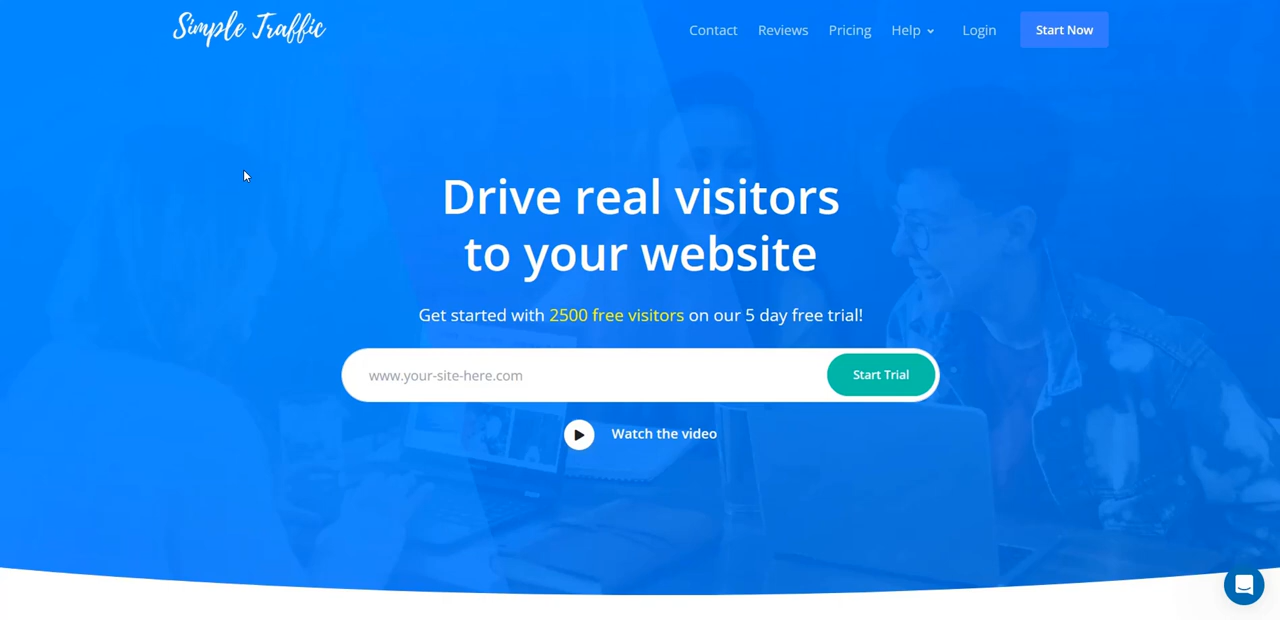 Simple Traffic
Contact Reviews Pricing Help Login Start Now
Drive real visitors
to your website
Get started with 2500 free visitors on our 5 day free trial!
www.your-site-here.com Start Trial
Watch the video